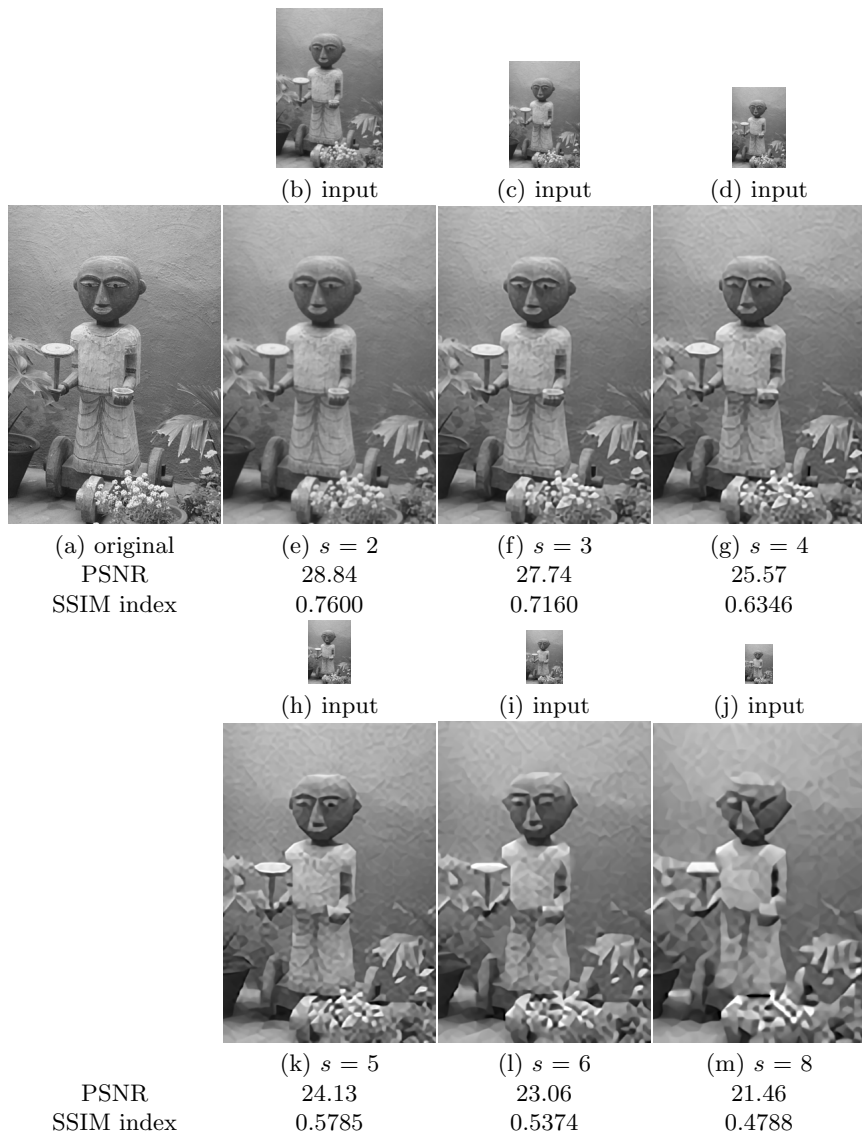 (b) input (c) input (d) input
(a) original (e) s = 2 (f) s = 3 (g) s = 4
PSNR 28.84 27.74 25.57
SSIM index 0.7600 0.7160 0.6346
(h) input (i) input (j) input
(k) s = 5 (l) s = 6 (m) s = 8
PSNR 24.13 23.06 21.46
SSIM index 0.5785 0.5374 0.4788